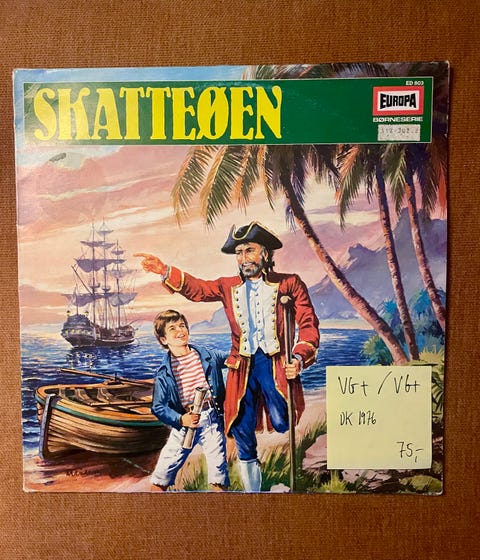 ED 803
SKATTEØEN
EUROPA
BØRNESERIE
VG+ / VG+
DK 1976
75,-